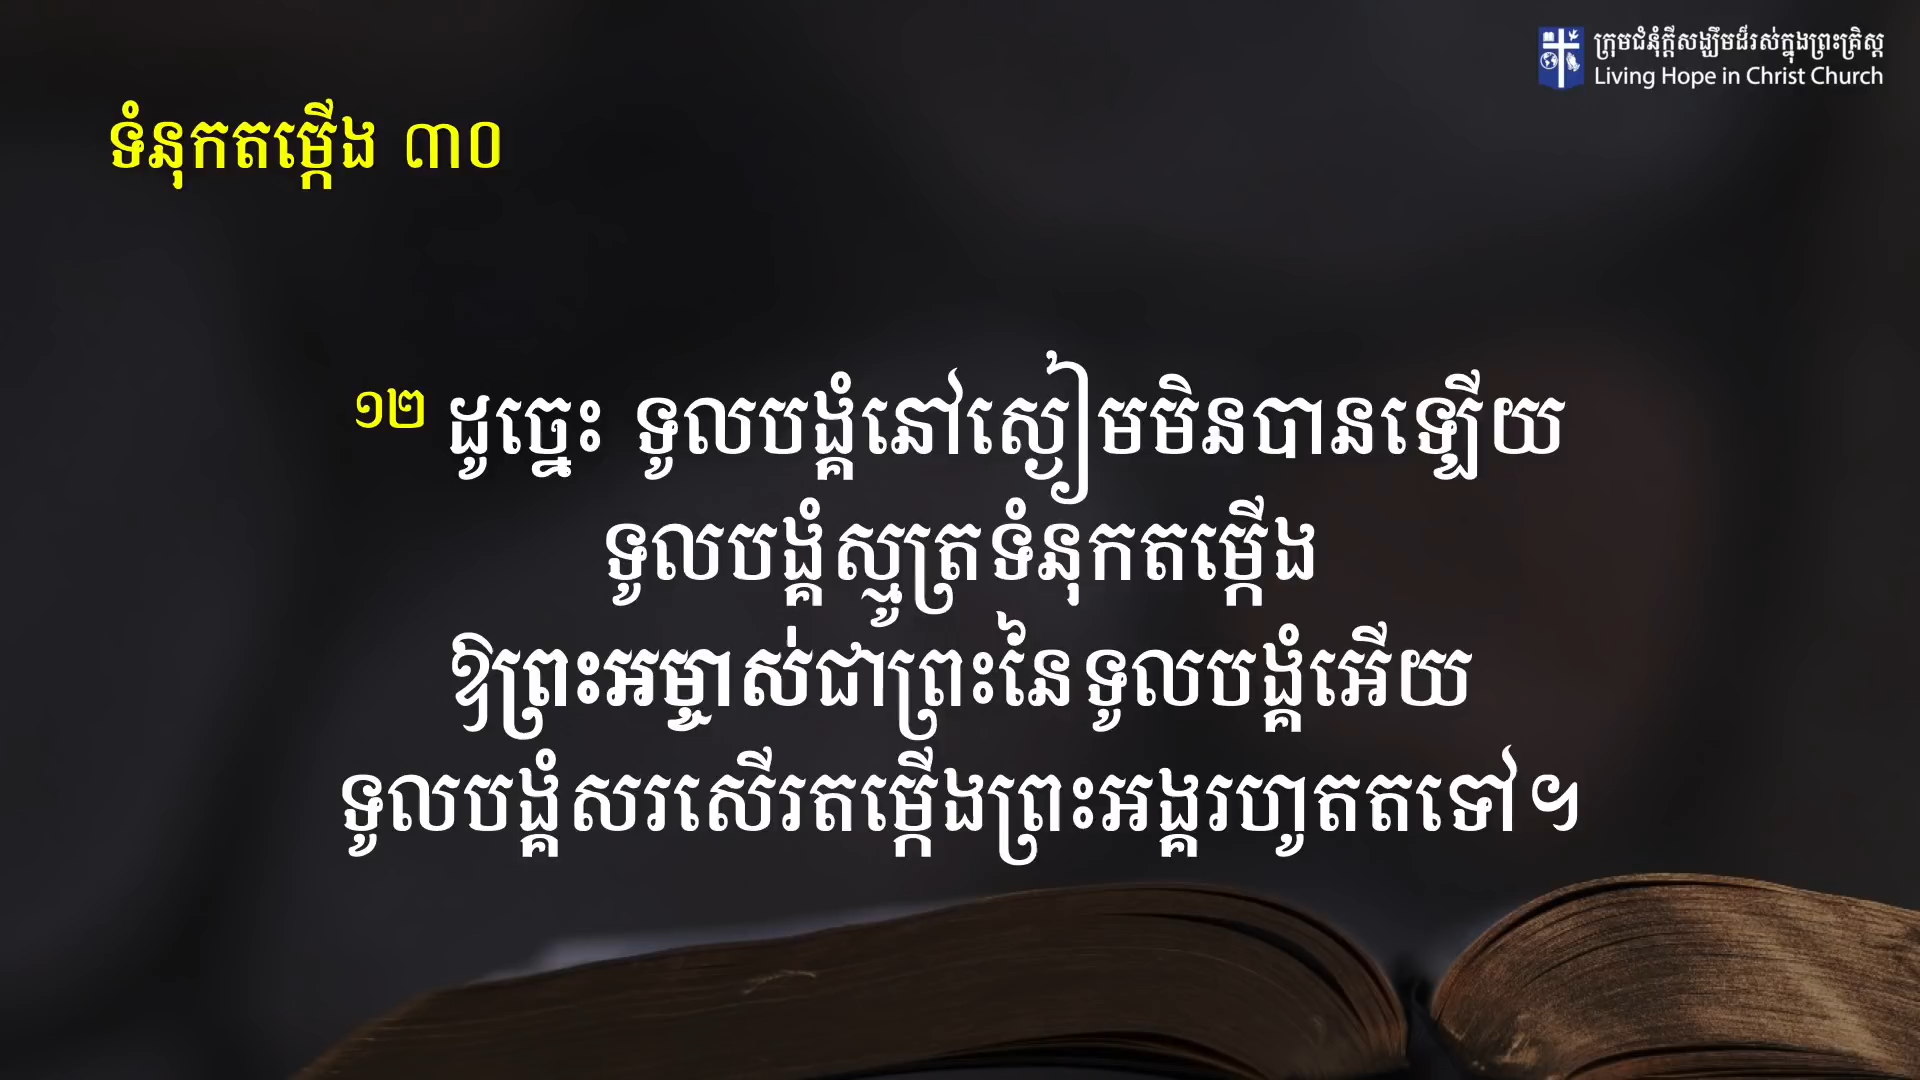 ក្រុមជំនុំក្ដីសង្ឃឹមដ៏រស់ក្នុងព្រះគ្រិស្ត
Living Hope in Christ Church
ទំនុកតម្កើង ៣០
១២ ដូច្នេះ ទូលបង្គំនៅស្ងៀមមិនបានឡើយ
ទូលបង្គំស្មូត្រទំនុកតម្កើង
ឱព្រះអម្ចាស់ជាព្រះនៃទូលបង្គំអើយ
ទូលបង្គំសរសើរតម្កើងព្រះអង្គរហូតតទៅ។